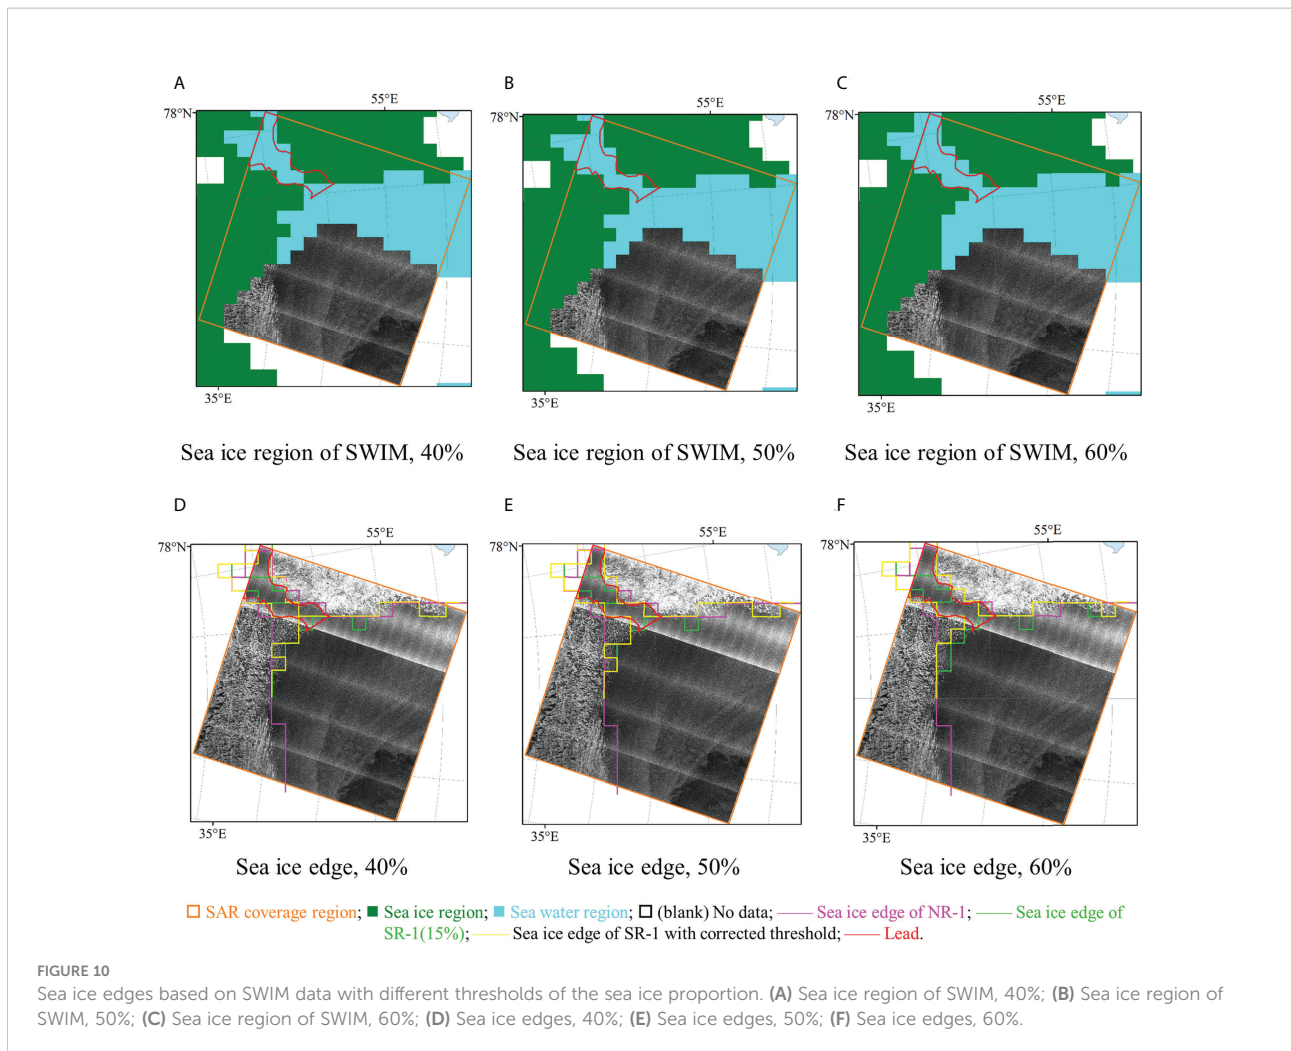 A
B
C
55°E
55°E
55°E
78°N
78°N
78°N
35°E
35°E
35°E
Sea ice region of SWIM, 40%
Sea ice region of SWIM, 50%
Sea ice region of SWIM, 60%
D
E
F
55°E
55°E
55°E
78°N
78°N
78°N
35°E
35°E
35°E
Sea ice edge, 40%
Sea ice edge, 50%
Sea ice edge, 60%
SAR coverage region; Sea ice region; Sea water region; (blank) No data; Sea ice edge of NR-1; Sea ice edge of
SR-1(15%); Sea ice edge of SR-1 with corrected threshold; Lead.
FIGURE 10
Sea ice edges based on SWIM data with different thresholds of the sea ice proportion. (A) Sea ice region of SWIM, 40%; (B) Sea ice region of
SWIM, 50%; (C) Sea ice region of SWIM, 60%; (D) Sea ice edges, 40%; (E) Sea ice edges, 50%; (F) Sea ice edges, 60%.